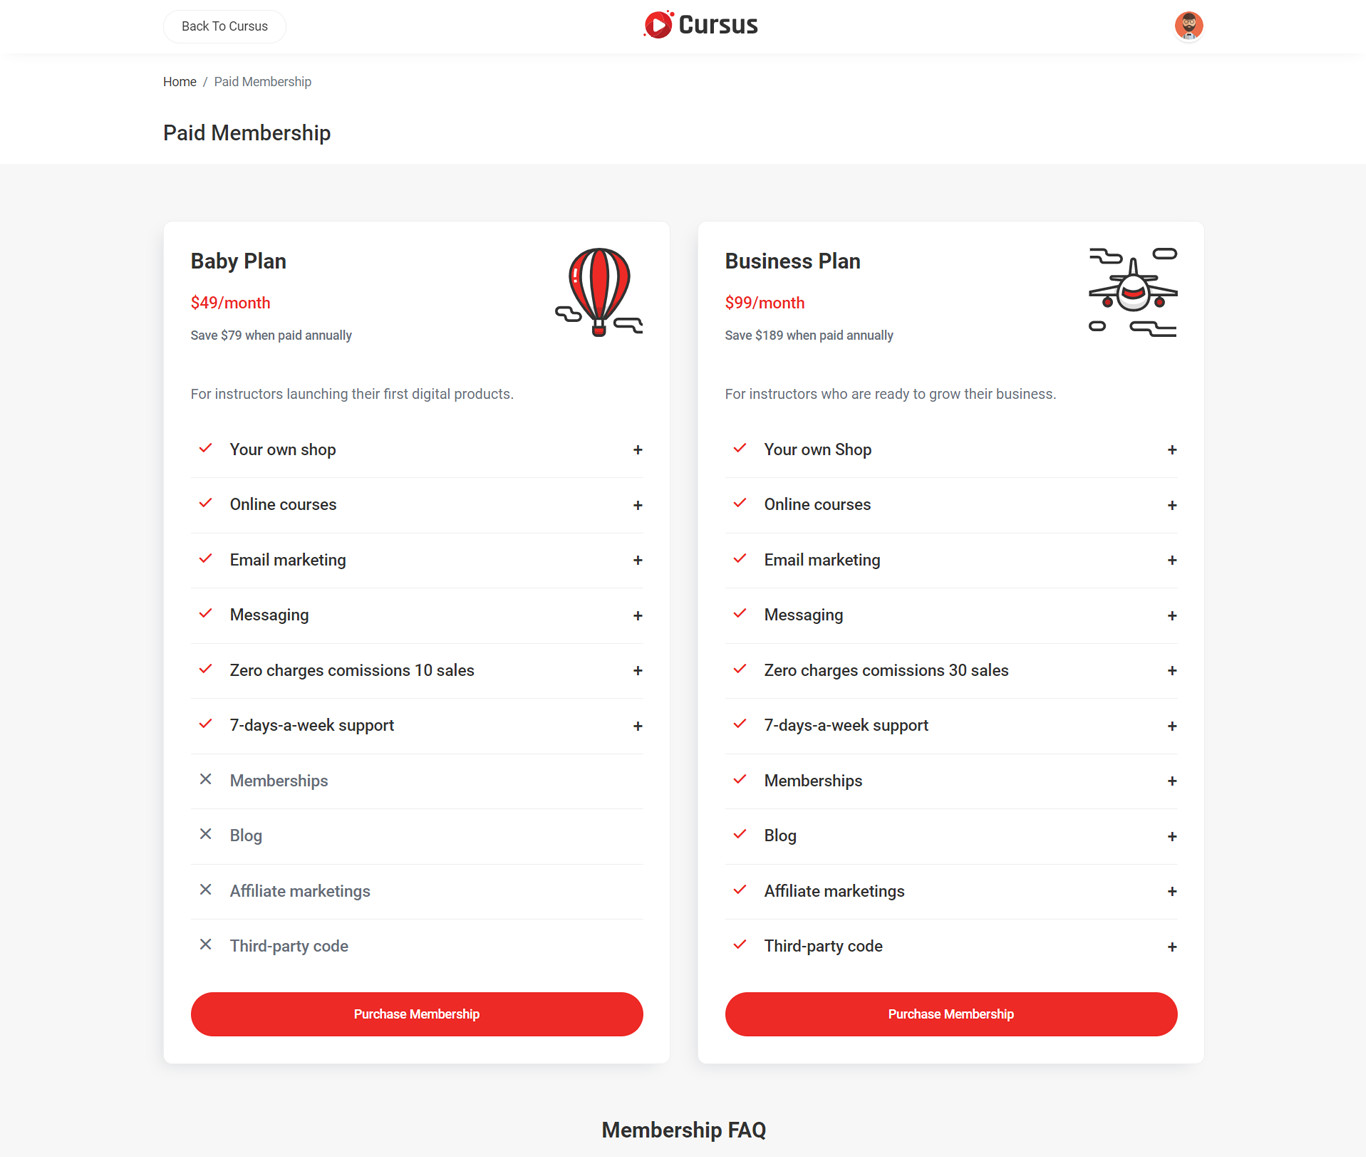 Back To Cursus
Cursus
Home / Paid Membership
Paid Membership
Baby Plan
$49/month
Save $79 when paid annually
For instructors launching their first digital products.
Your own shop +
Online courses +
Email marketing +
Messaging +
Zero charges comissions 10 sales +
7-days-a-week support +
Memberships
Blog
Affiliate marketings
Third-party code
Purchase Membership
Business Plan
$99/month
Save $189 when paid annually
For instructors who are ready to grow their business.
Your own Shop +
Online courses +
Email marketing +
Messaging +
Zero charges comissions 30 sales +
7-days-a-week support +
Memberships +
Blog +
Affiliate marketings +
Third-party code +
Purchase Membership
Membership FAQ